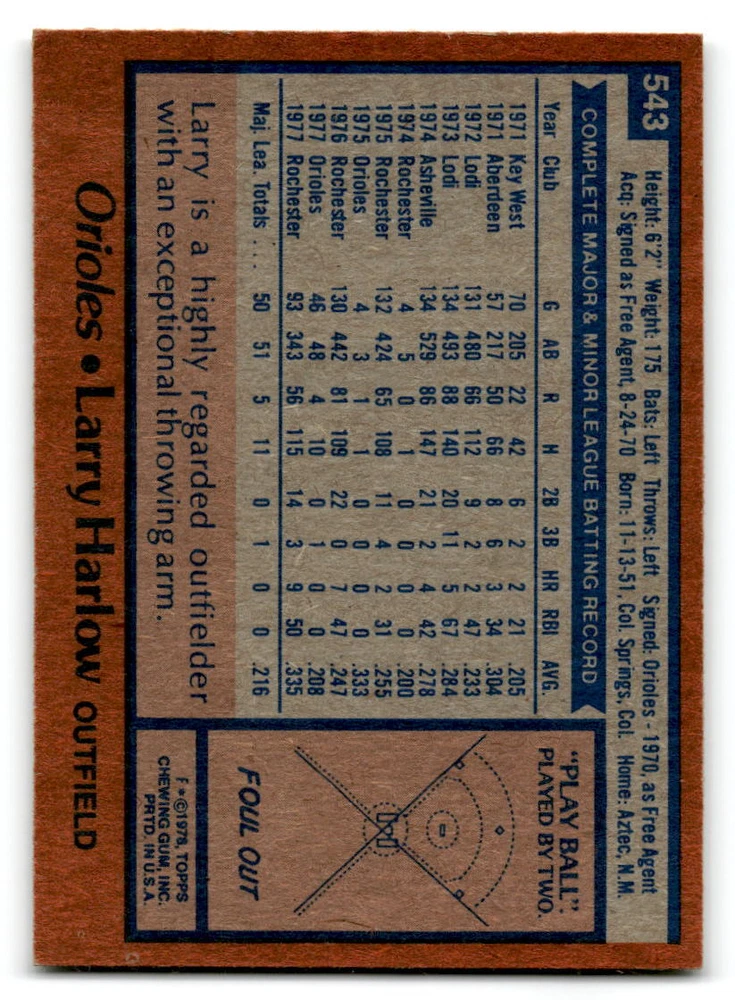 543
Height: 6'2" Weight: 175 Bats: Left Throws: Left Signed: Orioles - 1970, as Free Agent
Acq: Signed as Free Agent, 8-24-70 Born: 11-13-51, Col Springs, Col. Home: Aztec, N.M.
COMPLETE MAJOR & MINOR LEAGUE BATTING RECORD
Year Club G AB R H 2B 3B HR RBI AVG.
1971 Key West 70 205 22 42 6 2 2 21 .205
1971 Aberdeen 57 217 50 66 8 6 3 34 .304
1972 Lodi 131 480 66 112 9 2 2 47 .233
1973 Lodi 134 493 88 140 20 11 5 67 .284
1974 Asheville 134 529 86 147 21 2 4 42 .278
1974 Rochester 4 5 0 1 0 0 0 0 .200
1975 Rochester 132 424 65 108 11 4 2 31 .255
1975 Orioles 4 3 1 1 0 0 0 0 .333
1976 Rochester 130 442 81 109 22 0 7 47 .247
1977 Orioles 46 48 4 10 0 1 0 0 .208
1977 Rochester 93 343 56 115 14 3 9 50 .335
Maj. Lea. Totals .... 50 51 5 11 0 1 0 0 .216
Larry is a highly regarded outfielder
with an exceptional throwing arm.
"PLAY BALL":
PLAYED BY TWO.
FOUL OUT
F*©1978, TOPPS
CHEWING GUM, INC.
PRTD. IN U.S.A.
Orioles • Larry Harlow OUTFIELD